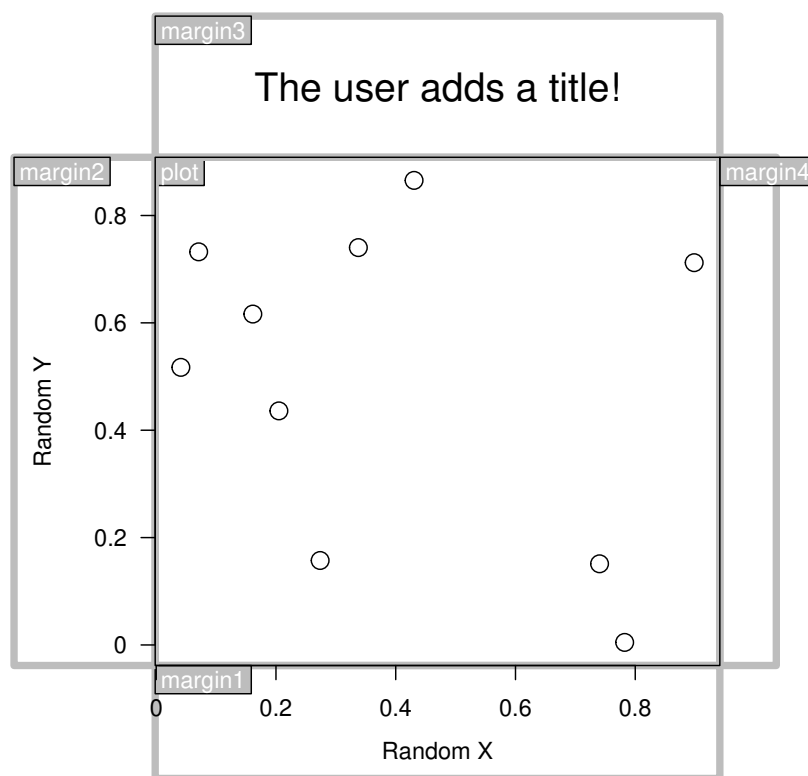 margin3
The user adds a title!
margin2
plot
margin4
0.8
0.6
Random Y
0.4
0.2
0
margin1
0
0.2
0.4
0.6
0.8
Random X